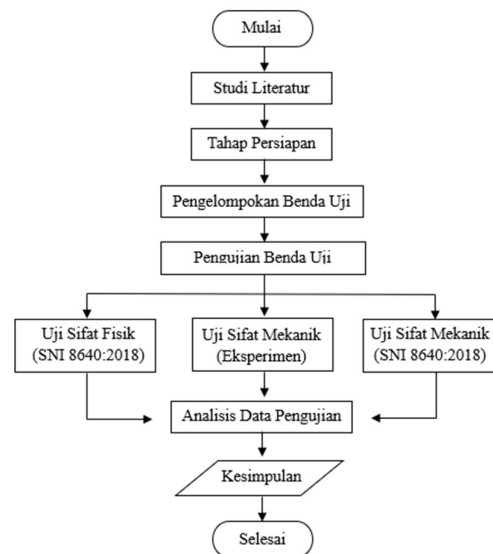 Mulai
Studi Literatur
Tahap Persiapan
Pengelompokan Benda Uji
Pengujian Benda Uji
Uji Sifat Fisik
(SNI 8640:2018)
Uji Sifat Mekanik
(Eksperimen)
Uji Sifat Mekanik
(SNI 8640:2018)
Analisis Data Pengujian
Kesimpulan
Selesai